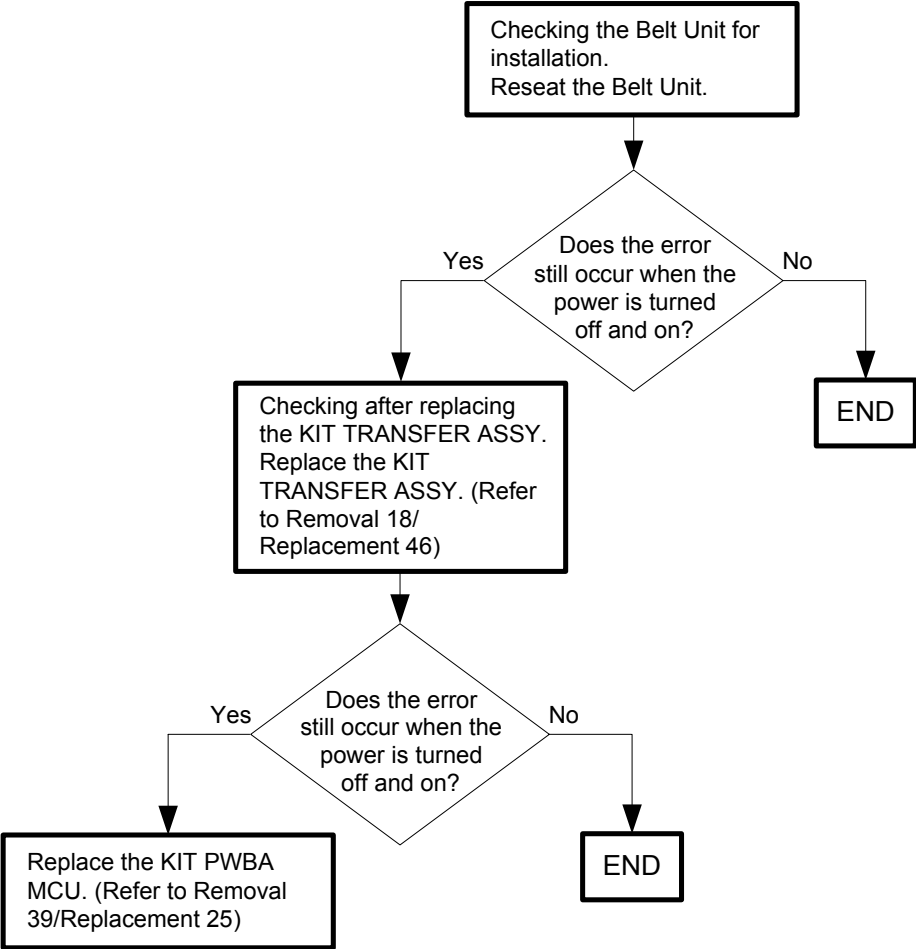 Checking the Belt Unit for
installation.
Reseat the Belt Unit.
Does the error
still occur when the
power is turned
off and on?
Yes
No
END
Checking after replacing
the KIT TRANSFER ASSY.
Replace the KIT
TRANSFER ASSY. (Refer
to Removal 18/
Replacement 46)
Does the error
still occur when the
power is turned
off and on?
Yes
No
END
Replace the KIT PWBA
MCU. (Refer to Removal
39/Replacement 25)